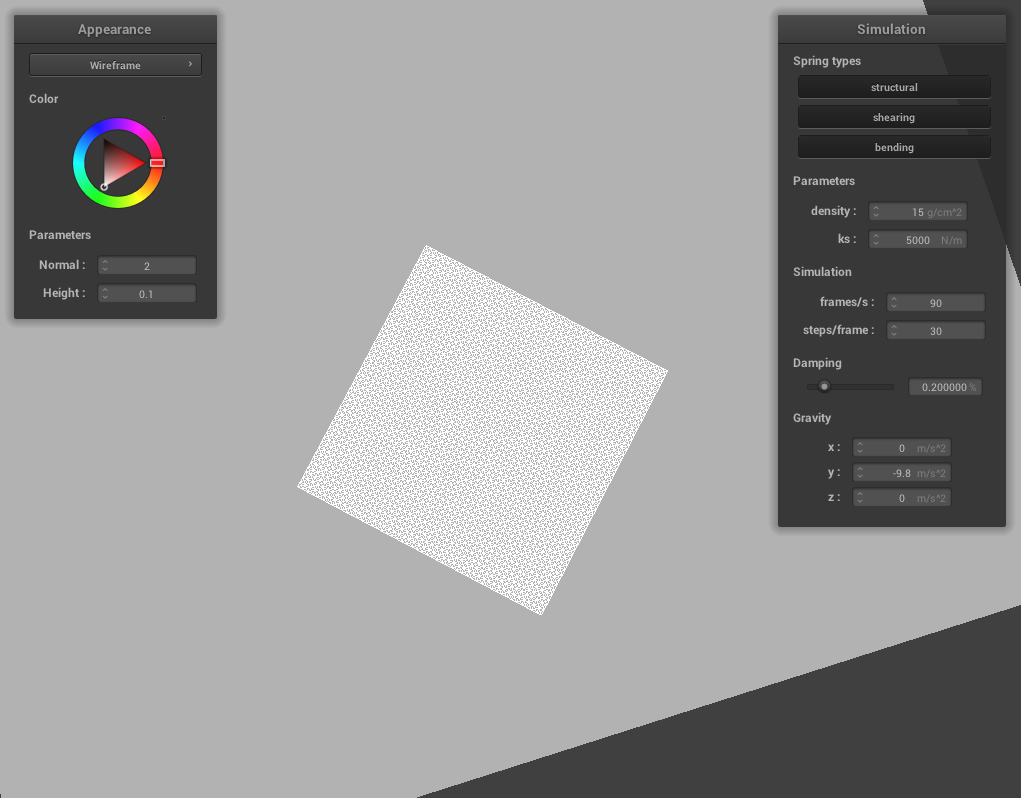 Appearance
Wireframe
Color
Parameters
Normal : 2
Height : 0.1
Simulation
Spring types
structural
shearing
bending
Parameters
density : 15 g/cm^2
ks : 5000 N/m
Simulation
frames/s : 90
steps/frame : 30
Damping
0.200000 %
Gravity
x : 0 m/s^2
y : -9.8 m/s^2
z : 0 m/s^2